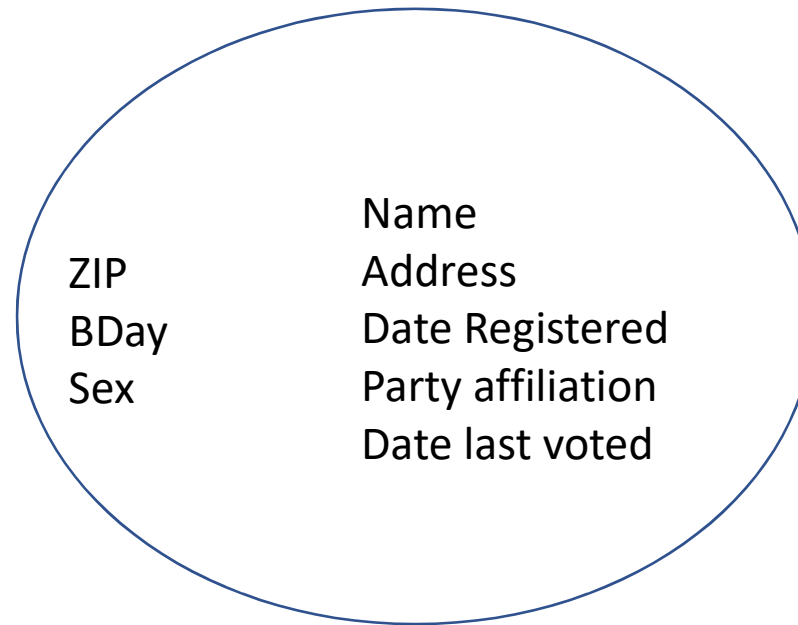 ZIP
BDay
Sex
Name
Address
Date Registered
Party affiliation
Date last voted